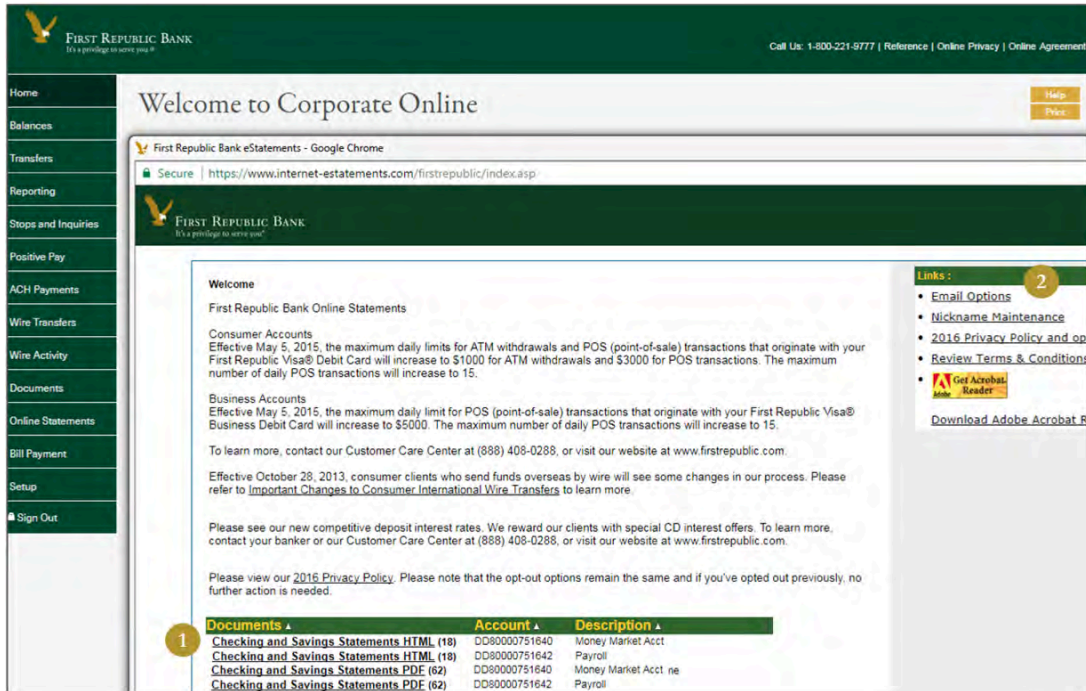 FIRST REPUBLIC BANK
It's a privilege to serve you ®
Call Us: 1-800-221-9777 | Reference | Online Privacy | Online Agreement
Home
Balances
Transfers
Reporting
Stops and Inquiries
Positive Pay
ACH Payments
Wire Transfers
Wire Activity
Documents
Online Statements
Bill Payment
Setup
Sign Out
Welcome to Corporate Online
Help
Print
First Republic Bank eStatements - Google Chrome
Secure | https://www.internet-estatements.com/firstrepublic/index.asp
FIRST REPUBLIC BANK
It's a privilege to serve you®
Welcome
First Republic Bank Online Statements
Consumer Accounts
Effective May 5, 2015, the maximum daily limits for ATM withdrawals and POS (point-of-sale) transactions that originate with your
First Republic Visa® Debit Card will increase to $1000 for ATM withdrawals and $3000 for POS transactions. The maximum
number of daily POS transactions will increase to 15.
Business Accounts
Effective May 5, 2015, the maximum daily limit for POS (point-of-sale) transactions that originate with your First Republic Visa®
Business Debit Card will increase to $5000. The maximum number of daily POS transactions will increase to 15.
To learn more, contact our Customer Care Center at (888) 408-0288, or visit our website at www.firstrepublic.com.
Effective October 28, 2013, consumer clients who send funds overseas by wire will see some changes in our process. Please
refer to Important Changes to Consumer International Wire Transfers to learn more.
Please see our new competitive deposit interest rates. We reward our clients with special CD interest offers. To learn more,
contact your banker or our Customer Care Center at (888) 408-0288, or visit our website at www.firstrepublic.com.
Please view our 2016 Privacy Policy. Please note that the opt-out options remain the same and if you've opted out previously, no
further action is needed.
1
Documents Account Description
Checking and Savings Statements HTML (18) DD80000751640 Money Market Acct
Checking and Savings Statements HTML (18) DD80000751642 Payroll
Checking and Savings Statements PDF (62) DD80000751640 Money Market Acct ne
Checking and Savings Statements PDF (62) DD80000751642 Payroll
Links :
2
Email Options
Nickname Maintenance
2016 Privacy Policy and op
Review Terms & Conditions
Adobe Get Acrobat Reader
Download Adobe Acrobat R